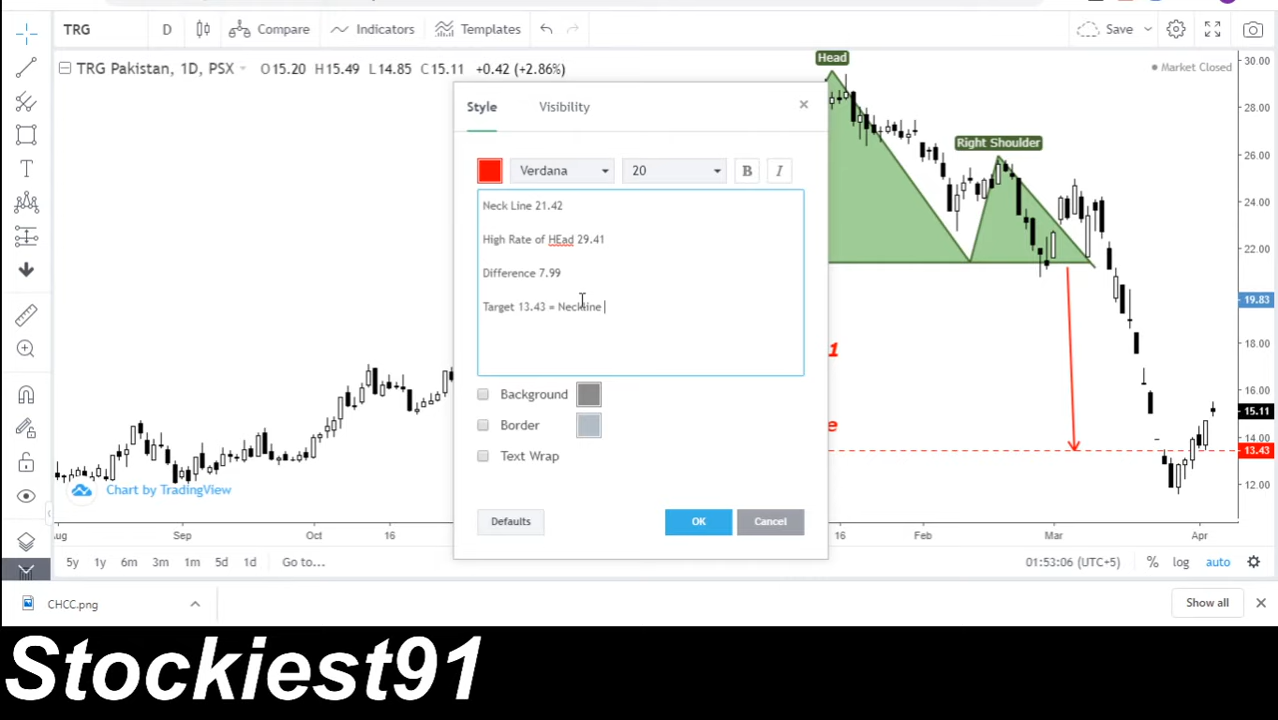 TRG D Compare Indicators Templates Save
TRG Pakistan, 1D, PSX O15.20 H15.49 L14.85 C15.11 +0.42 (+2.86%)
Market Closed
Head
Right Shoulder
Style Visibility ×
Verdana 20 B I
Neck Line 21.42
High Rate of HEad 29.41
Difference 7.99
Target 13.43 = Neckline
Background
Border
Text Wrap
Defaults OK Cancel
1
e
30.00
28.00
26.00
24.00
22.00
19.83
18.00
16.00
15.11
14.00
13.43
12.00
Chart by TradingView
ug Sep Oct 16 16 Feb Mar Apr
5y 1y 6m 3m 1m 5d 1d Go to... 01:53:06 (UTC+5) % log auto
CHCC.png Show all
Stockiest91